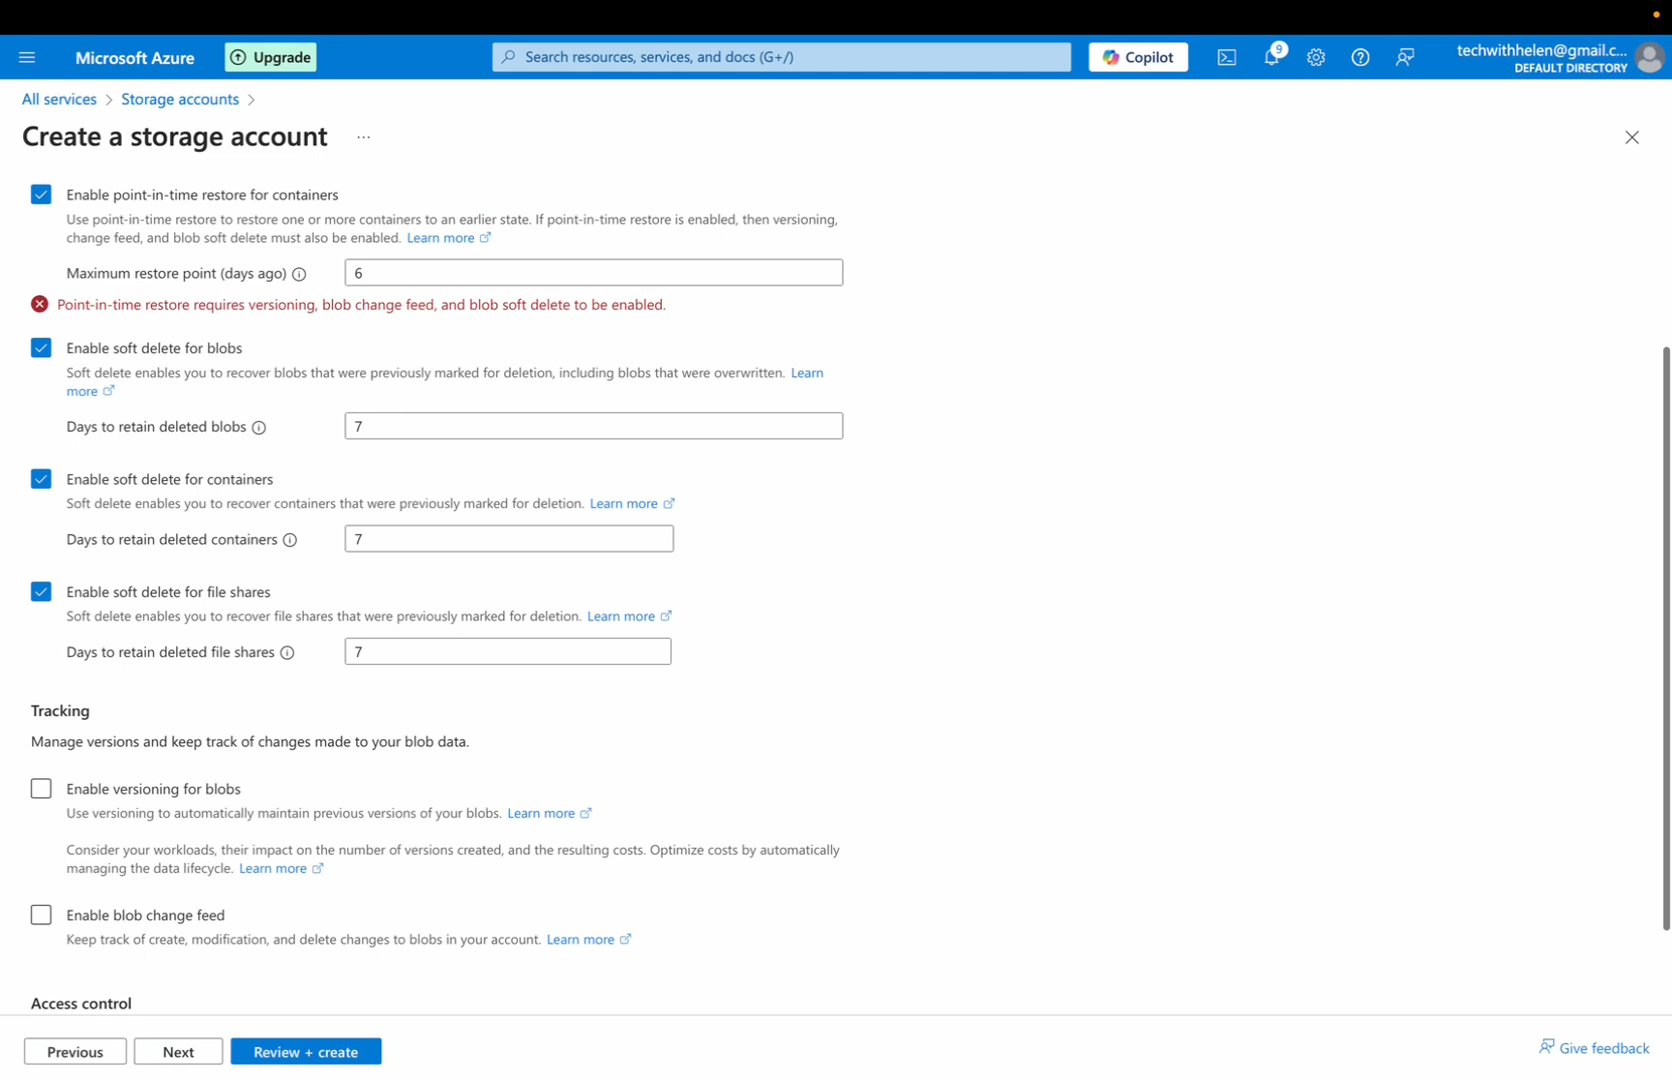 Microsoft Azure
Upgrade
Search resources, services, and docs (G+/)
Copilot
9
techwithhelen@gmail.c...
DEFAULT DIRECTORY
All services > Storage accounts >
Create a storage account ...
Enable point-in-time restore for containers
Use point-in-time restore to restore one or more containers to an earlier state. If point-in-time restore is enabled, then versioning,
change feed, and blob soft delete must also be enabled. Learn more
Maximum restore point (days ago) 6
Point-in-time restore requires versioning, blob change feed, and blob soft delete to be enabled.
Enable soft delete for blobs
Soft delete enables you to recover blobs that were previously marked for deletion, including blobs that were overwritten. Learn
more
Days to retain deleted blobs 7
Enable soft delete for containers
Soft delete enables you to recover containers that were previously marked for deletion. Learn more
Days to retain deleted containers 7
Enable soft delete for file shares
Soft delete enables you to recover file shares that were previously marked for deletion. Learn more
Days to retain deleted file shares 7
Tracking
Manage versions and keep track of changes made to your blob data.
Enable versioning for blobs
Use versioning to automatically maintain previous versions of your blobs. Learn more
Consider your workloads, their impact on the number of versions created, and the resulting costs. Optimize costs by automatically
managing the data lifecycle. Learn more
Enable blob change feed
Keep track of create, modification, and delete changes to blobs in your account. Learn more
Access control
Previous
Next
Review + create
Give feedback